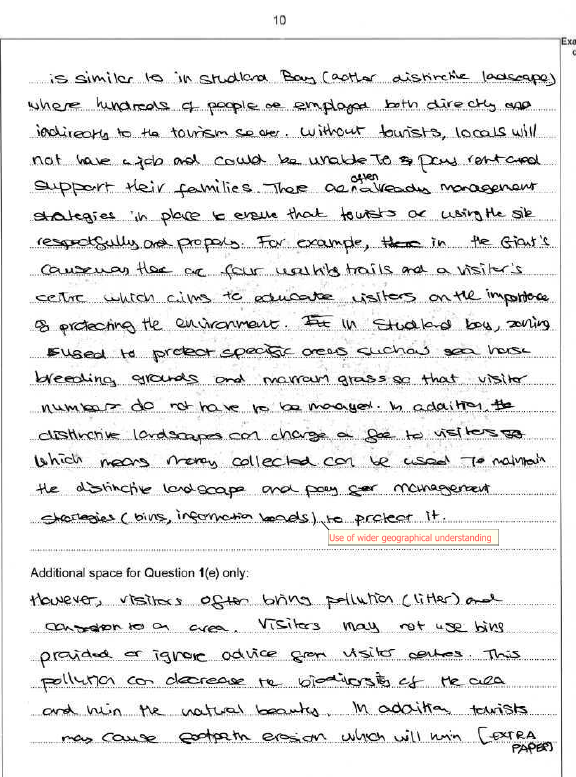 10
Exa
is similar to in studland Bay (another distinctive landscape)
where hundreds of people are employed both directly and
indirectly to the tourism sector. Without tourists, locals will
not have a job and could be unable to pay rent and
support their families. There are often already management
strategies in place to ensure that tourists are using the site
respectfully and properly. For example, there in the Giant's
causeway there are four walking trails and a visitor's
centre which aims to educate visitors on the importance
of protecting the environment. In Studland bay, zoning
is used to protect specific areas such as sea horse
breeding grounds and marram grass so that visitor
numbers do not have to be managed. In addition, the
distinctive landscapes can charge a fee to visitors
which means money collected can be used to maintain
the distinctive landscape and pay for management
strategies (bins, information boards) to protect it.
Use of wider geographical understanding
Additional space for Question 1(e) only:
However, visitors often bring pollution (litter) and
congestion to an area. Visitors may not use bins
provided or ignore advice from visitor centres. This
pollution can decrease the biodiversity of the area
and ruin the natural beauty. In addition tourists
may cause footpath erosion which will ruin [EXTRA
PAPER]